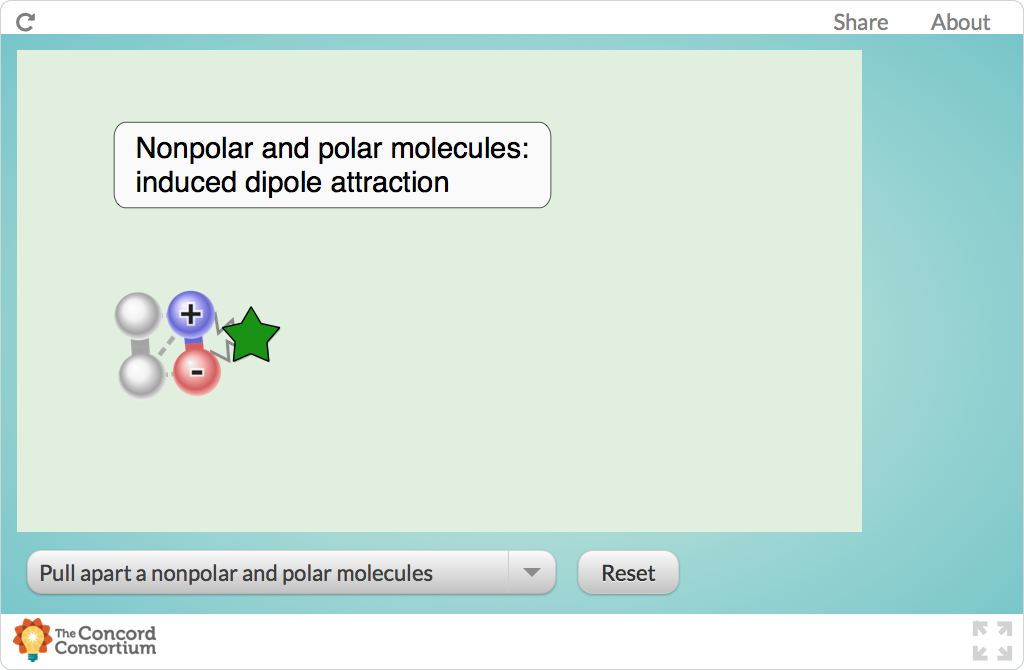 Share About
Nonpolar and polar molecules:
induced dipole attraction
+
-
Pull apart a nonpolar and polar molecules
Reset
The Concord
Consortium